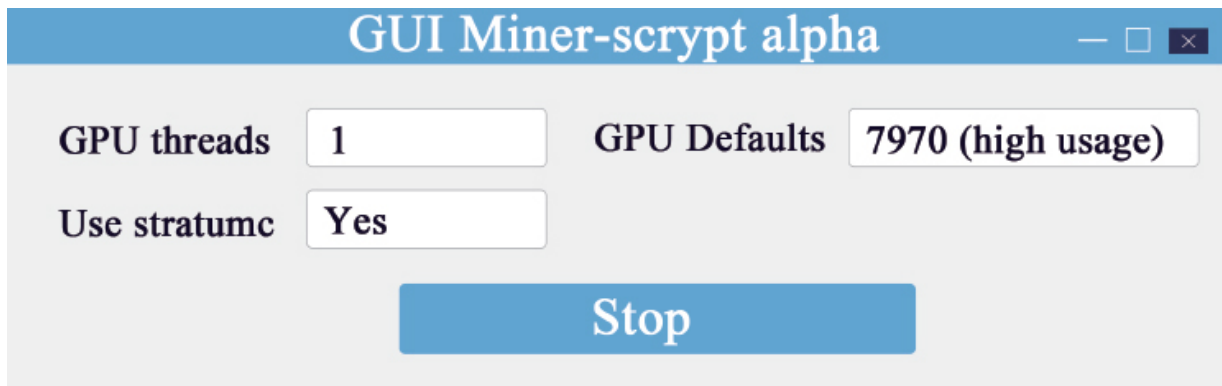 GUI Miner-scrypt alpha
GPU threads 1 GPU Defaults 7970 (high usage)
Use stratumc Yes
Stop